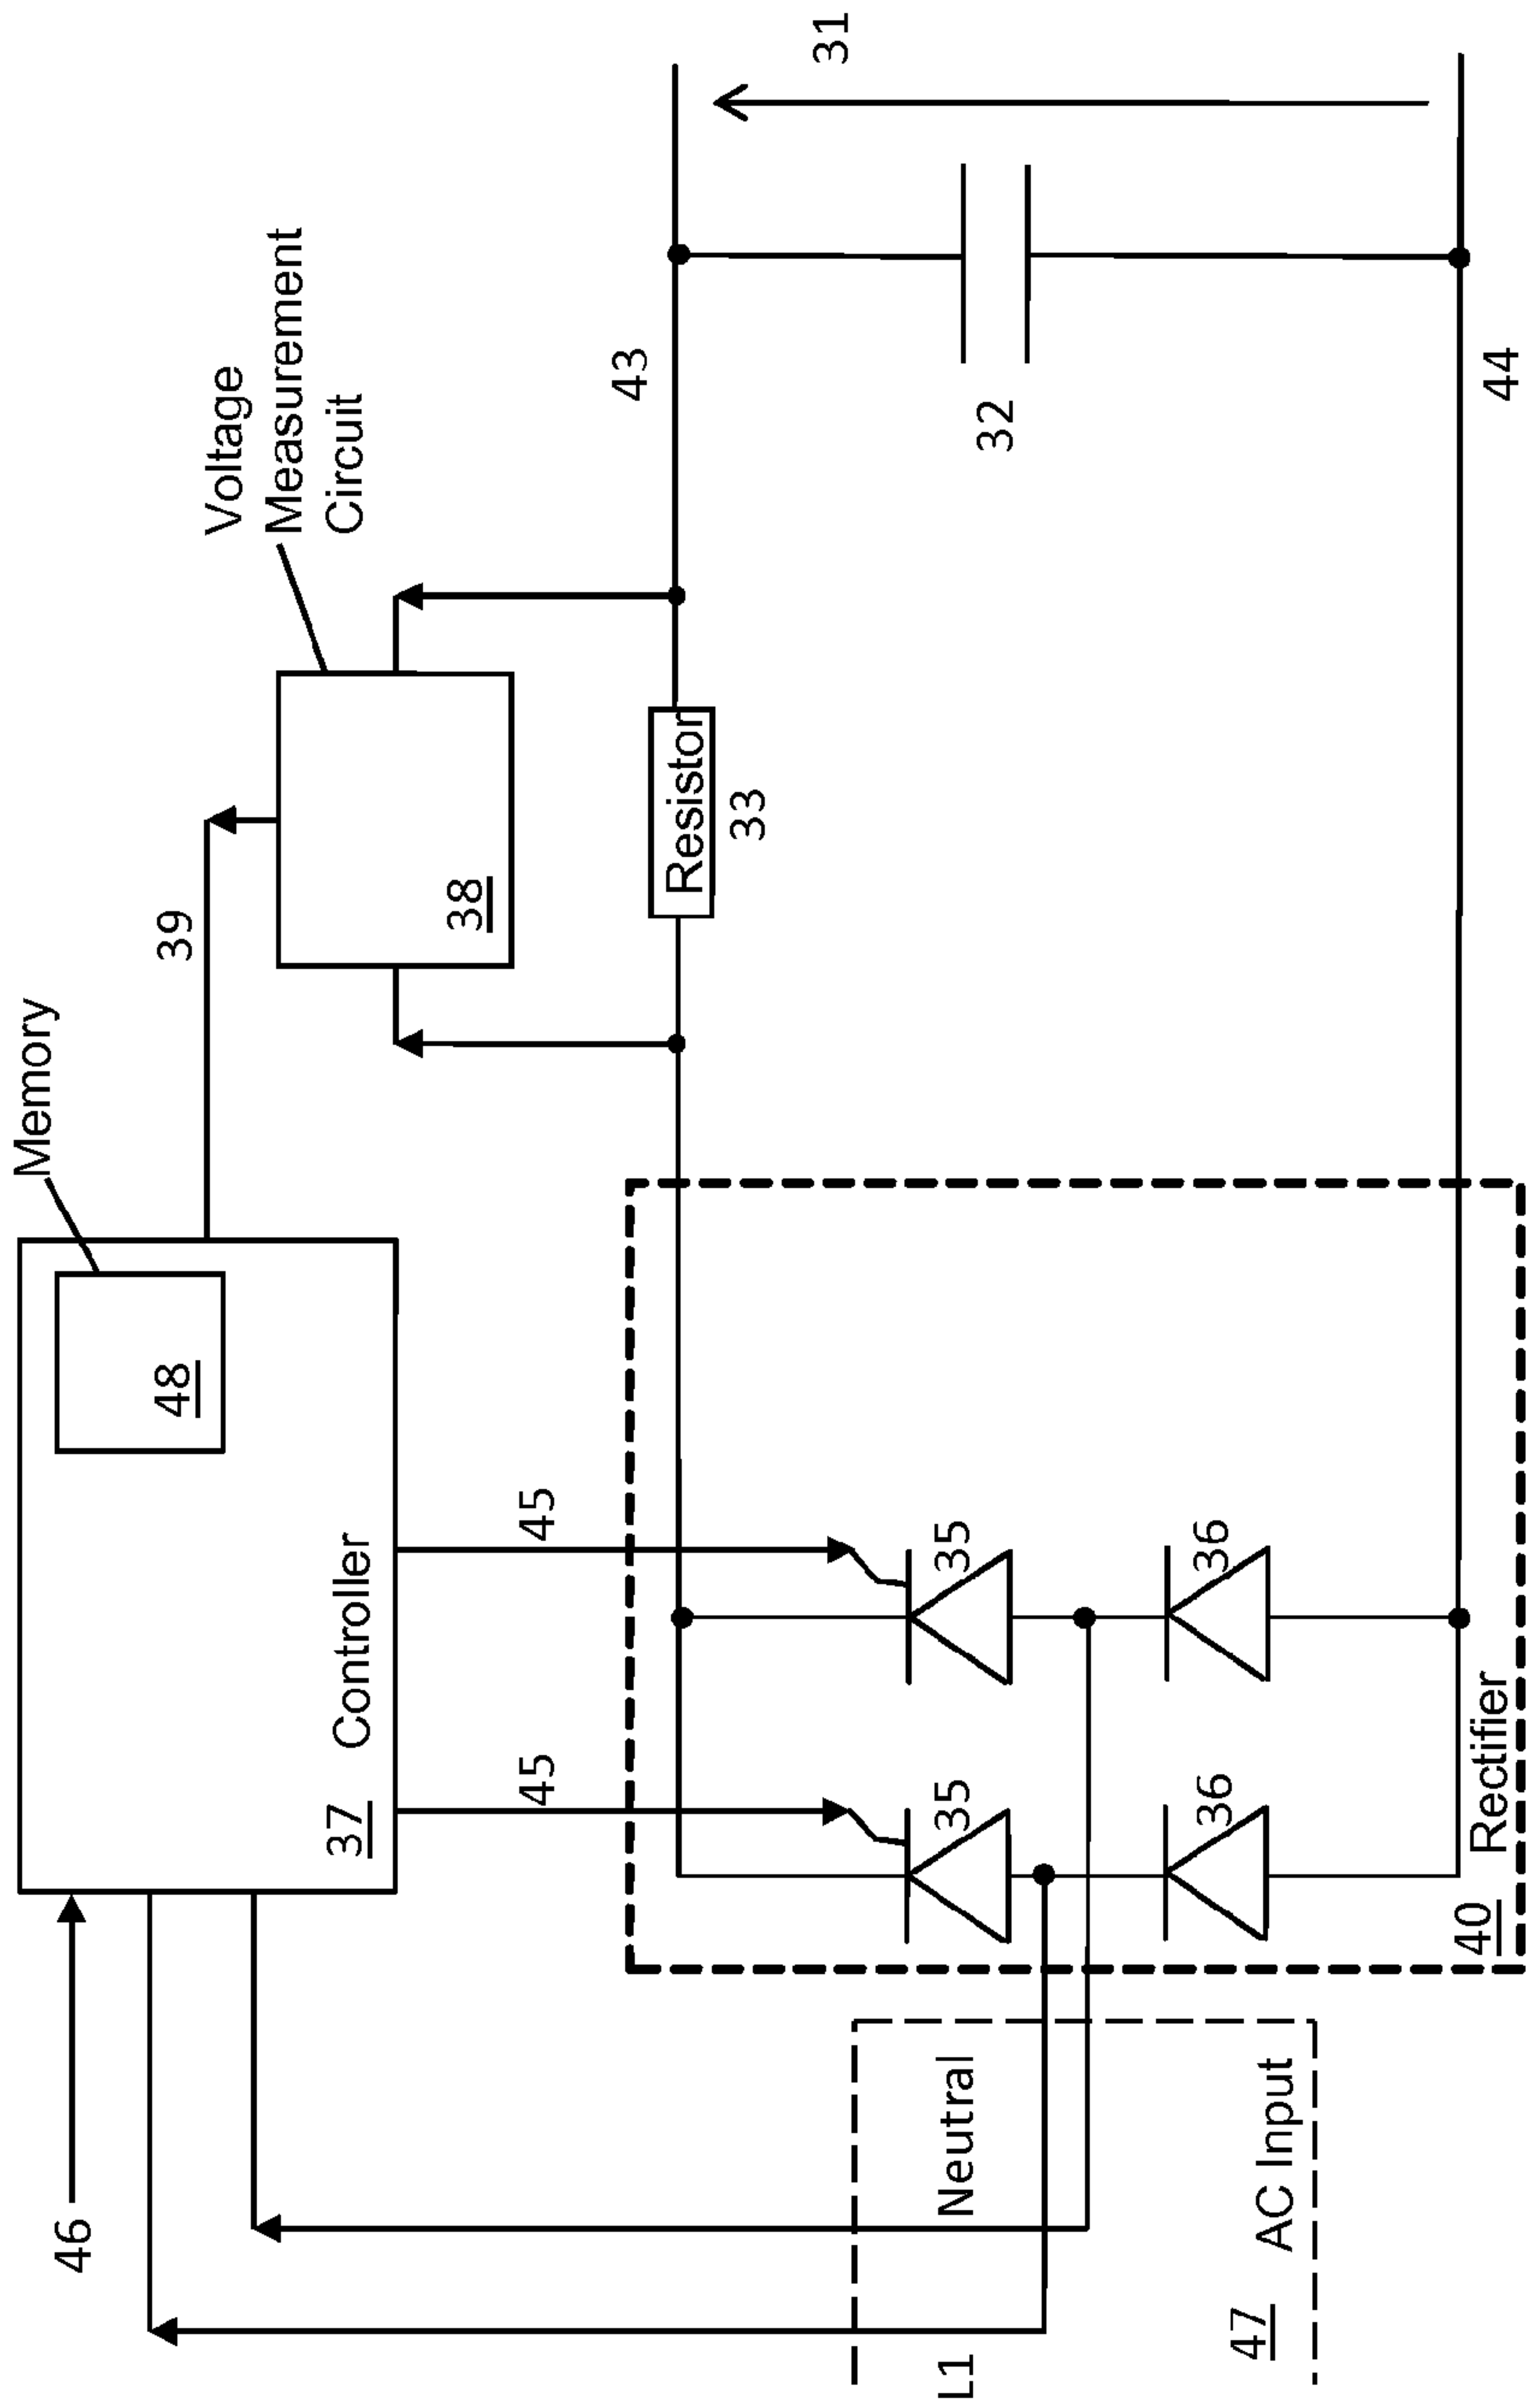 46
37
Controller
48
Memory
39
Voltage
Measurement
Circuit
38
45
45
Resistor
33
43
31
32
44
35
35
36
36
Rectifier
40
L1
Neutral
AC Input
47